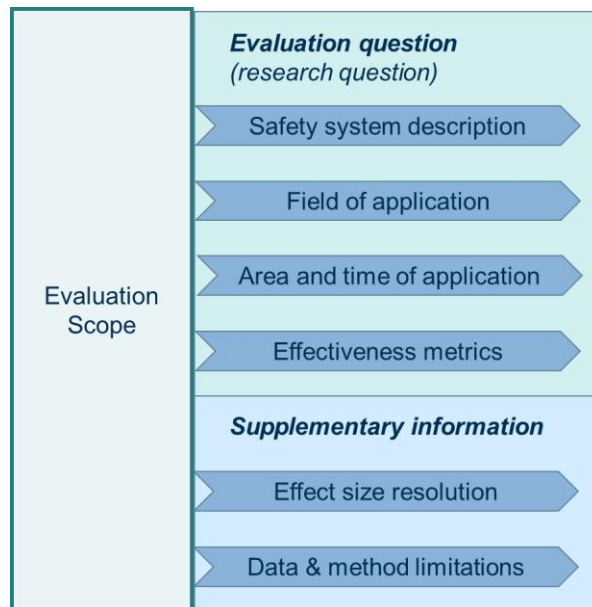 Evaluation question
(research question)
Safety system description
Field of application
Area and time of application
Effectiveness metrics
Evaluation
Scope
Supplementary information
Effect size resolution
Data & method limitations